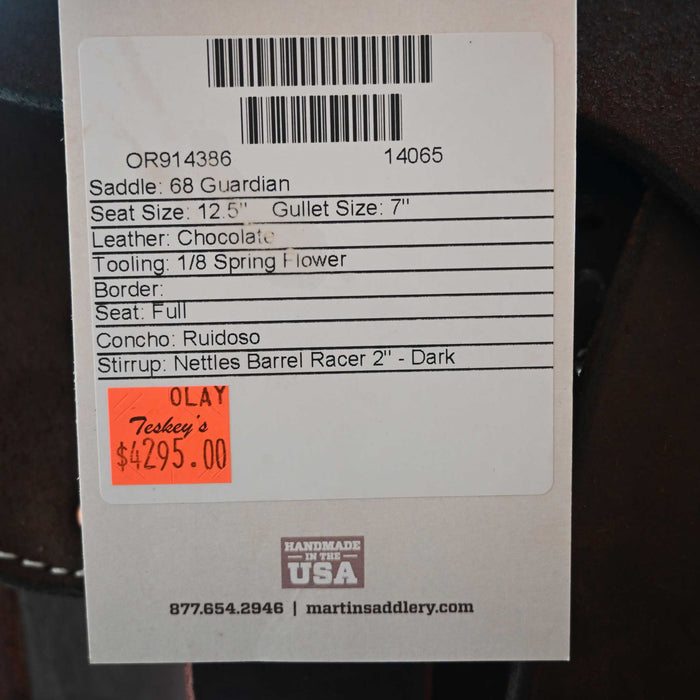 OR914386 14065
Saddle: 68 Guardian
Seat Size: 12.5" Gullet Size: 7"
Leather: Chocolate
Tooling: 1/8 Spring Flower
Border:
Seat: Full
Concho: Ruidoso
Stirrup: Nettles Barrel Racer 2" - Dark
OLAY
Teskey's
$4295.00
HANDMADE
IN THE
USA
877.654.2946 | martinsaddlery.com